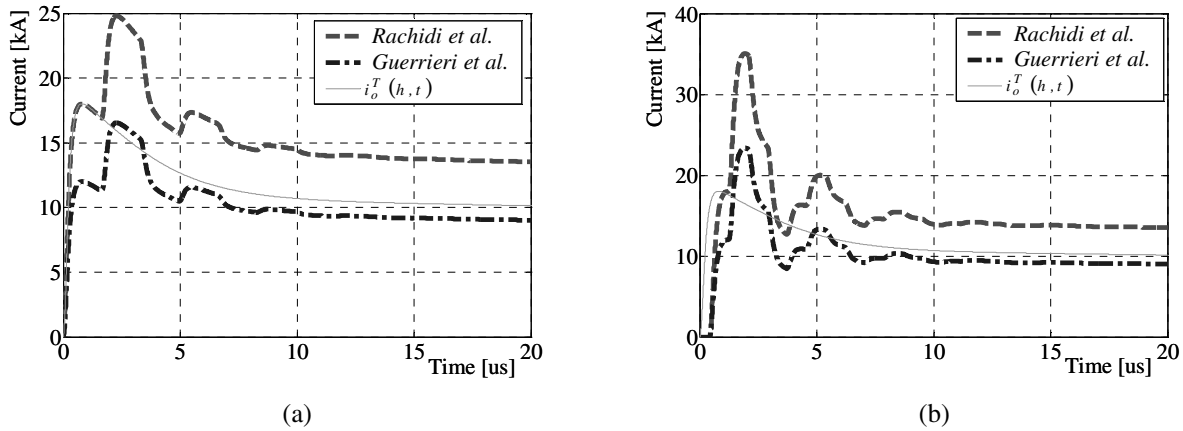 Current [kA]
25
20
15
10
5
0
0
5
10
15
20
Time [us]
Rachidi et al.
Guerrieri et al.
i_o^T (h,t)
(a)
Current [kA]
40
30
20
10
0
0
5
10
15
20
Time [us]
Rachidi et al.
Guerrieri et al.
i_o^T (h,t)
(b)